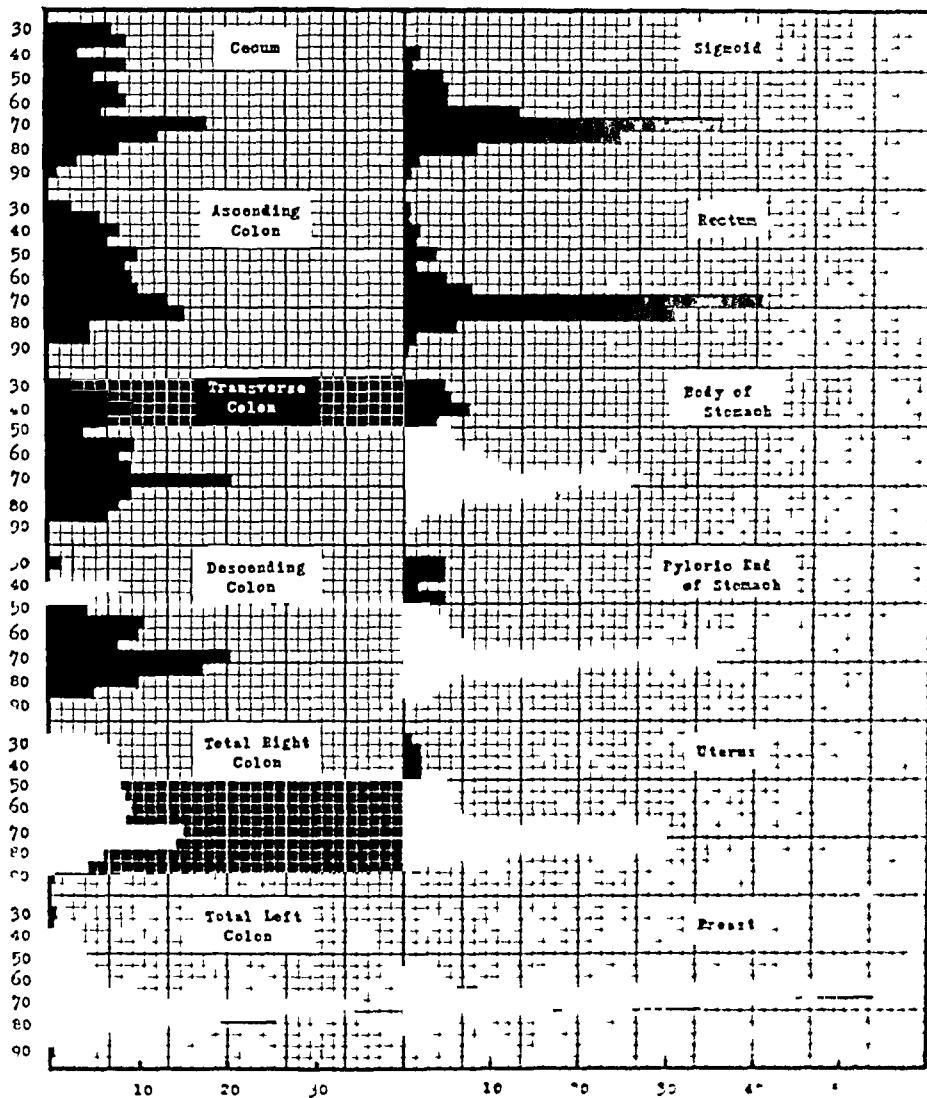 30
40
50
60
70
80
90
Cecum
Sigmoid
30
40
50
60
70
80
90
Ascending
Colon
Rectum
30
40
50
70
80
90
Transverse
Colon
Body of
Stomach
40
50
60
70
80
90
Descending
Colon
Pyloric End
of Stomach
30
40
50
60
70
80
Total Right
Colon
Uterus
30
40
50
60
70
80
90
Total Left
Colon
Breast
10 20 30 10